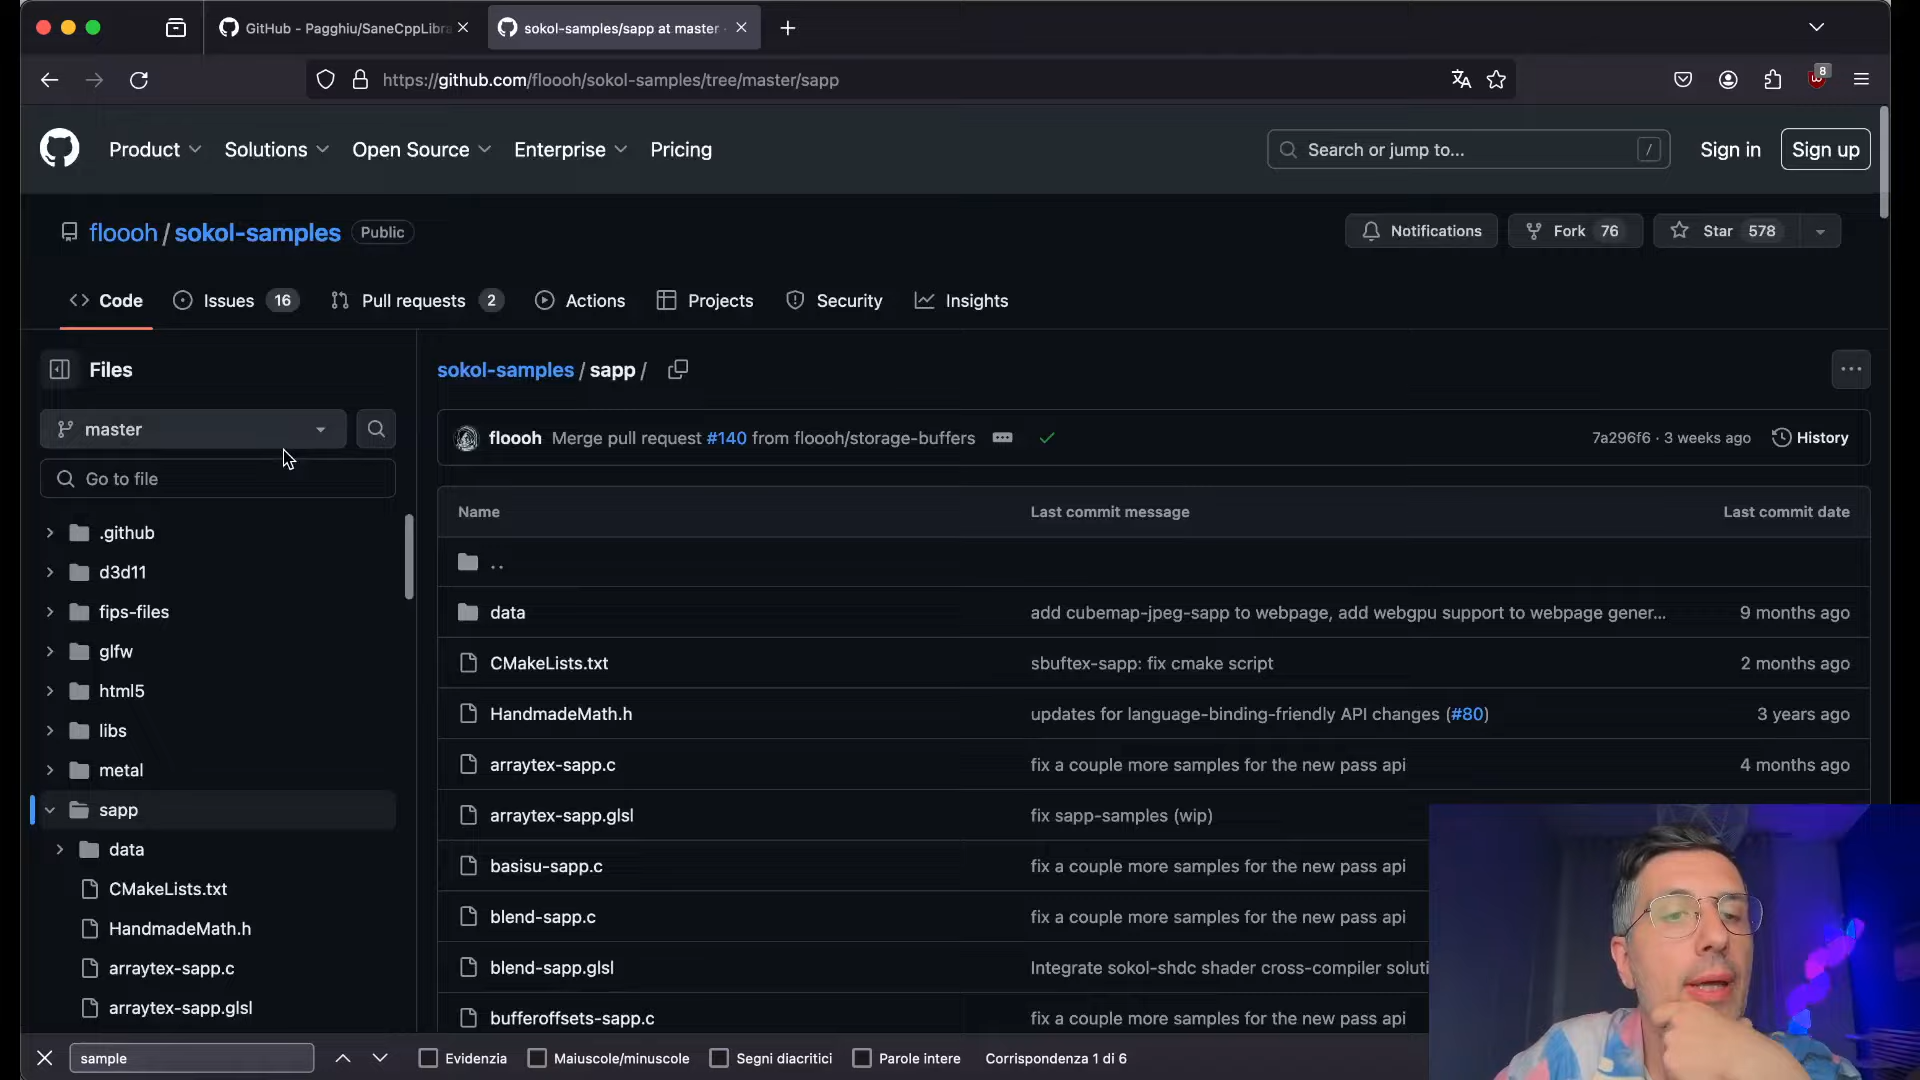 GitHub - Pagghiu/SaneCppLibra
sokol-samples/sapp at master ·
https://github.com/floooh/sokol-samples/tree/master/sapp
8
Product
Solutions
Open Source
Enterprise
Pricing
Search or jump to...
/
Sign in
Sign up
floooh / sokol-samples
Public
Notifications
Fork 76
Star 578
Code
Issues 16
Pull requests 2
Actions
Projects
Security
Insights
Files
master
Go to file
.github
d3d11
fips-files
glfw
html5
libs
metal
sapp
data
CMakeLists.txt
HandmadeMath.h
arraytex-sapp.c
arraytex-sapp.glsl
sokol-samples / sapp /
floooh Merge pull request #140 from floooh/storage-buffers
7a296f6 · 3 weeks ago
History
Name Last commit message Last commit date
..
data add cubemap-jpeg-sapp to webpage, add webgpu support to webpage gener... 9 months ago
CMakeLists.txt sbuftex-sapp: fix cmake script 2 months ago
HandmadeMath.h updates for language-binding-friendly API changes (#80) 3 years ago
arraytex-sapp.c fix a couple more samples for the new pass api 4 months ago
arraytex-sapp.glsl fix sapp-samples (wip)
basisu-sapp.c fix a couple more samples for the new pass api
blend-sapp.c fix a couple more samples for the new pass api
blend-sapp.glsl Integrate sokol-shdc shader cross-compiler soluti
bufferoffsets-sapp.c fix a couple more samples for the new pass api
sample
Evidenzia
Maiuscole/minuscole
Segni diacritici
Parole intere
Corrispondenza 1 di 6